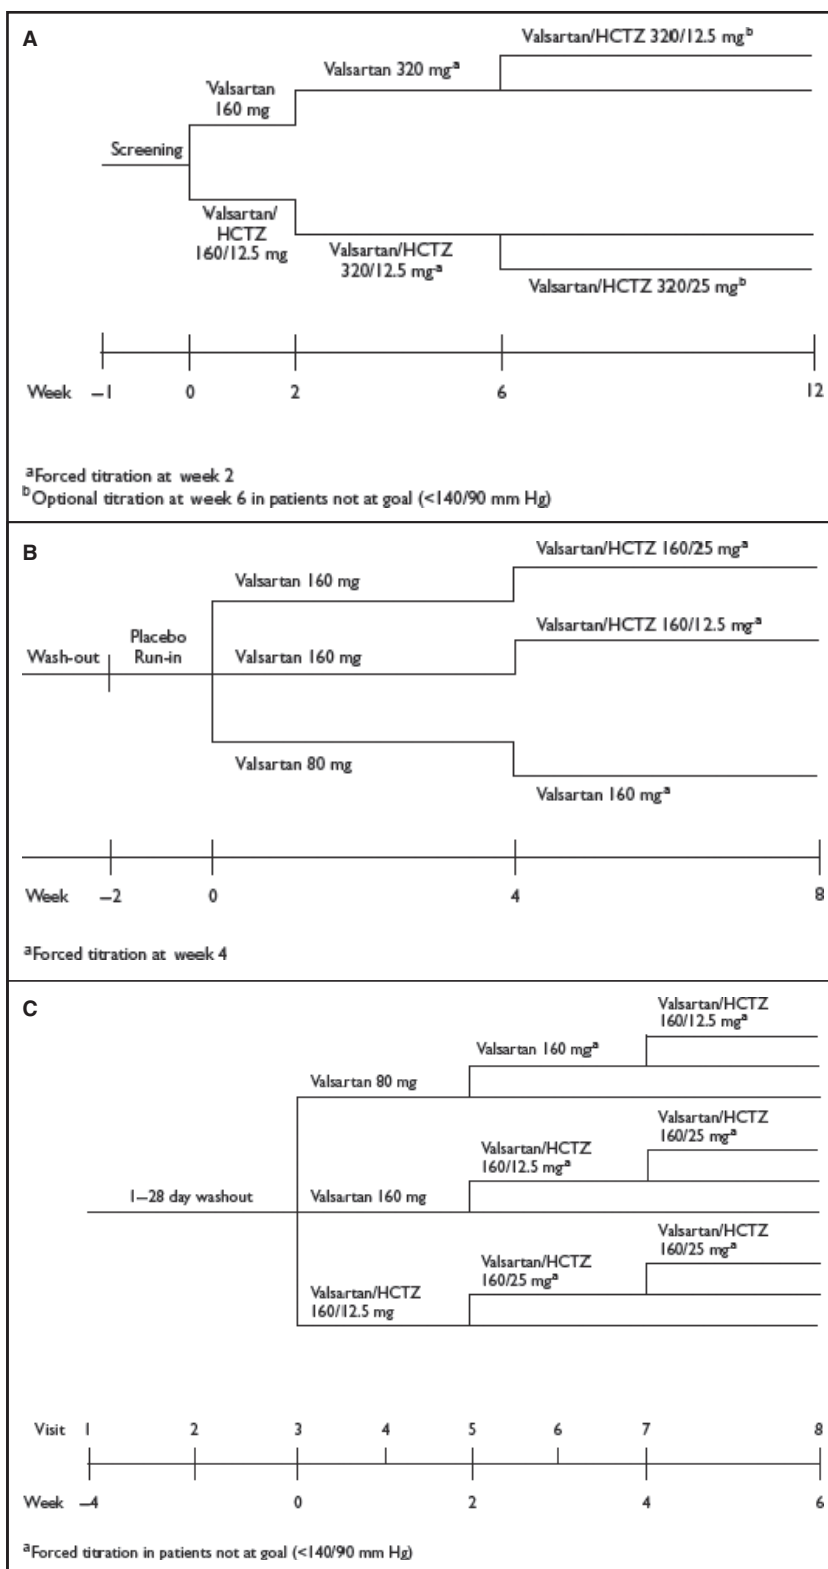 A
Valsartan/HCTZ 320/12.5 mgᵇ
Valsartan 320 mgᵃ
Valsartan
160 mg
Screening
Valsartan/
HCTZ
160/12.5 mg
Valsartan/HCTZ
320/12.5 mgᵃ
Valsartan/HCTZ 320/25 mgᵇ
Week –1 0 2 6 12
ᵃForced titration at week 2
ᵇOptional titration at week 6 in patients not at goal (<140/90 mm Hg)
B
Valsartan/HCTZ 160/25 mgᵃ
Valsartan 160 mg
Valsartan/HCTZ 160/12.5 mgᵃ
Wash-out
Placebo
Run-in
Valsartan 160 mg
Valsartan 80 mg
Valsartan 160 mgᵃ
Week –2 0 4 8
ᵃForced titration at week 4
C
Valsartan/HCTZ
160/12.5 mgᵃ
Valsartan 160 mgᵃ
Valsartan 80 mg
Valsartan/HCTZ
160/25 mgᵃ
Valsartan/HCTZ
160/12.5 mgᵃ
1–28 day washout
Valsartan 160 mg
Valsartan/HCTZ
160/25 mgᵃ
Valsartan/HCTZ
160/25 mgᵃ
Valsartan/HCTZ
160/12.5 mg
Visit 1 2 3 4 5 6 7 8
Week –4 0 2 4 6
ᵃForced titration in patients not at goal (<140/90 mm Hg)